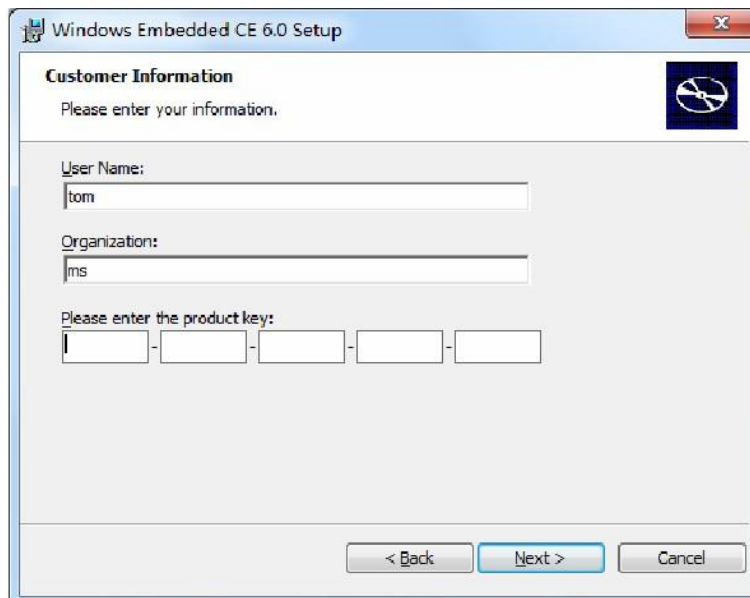 Windows Embedded CE 6.0 Setup
Customer Information
Please enter your information.
User Name:
tom
Organization:
ms
Please enter the product key:
- - - -
< Back Next > Cancel